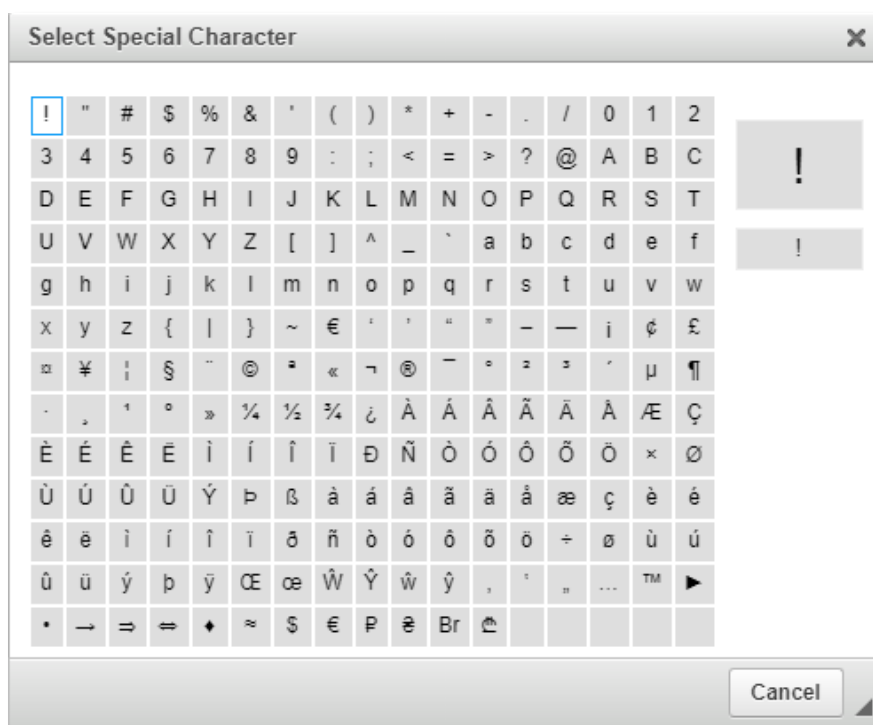 Select Special Character
! " # $ % & ' ( ) * + - . / 0 1 2
3 4 5 6 7 8 9 : ; < = > ? @ A B C
D E F G H I J K L M N O P Q R S T
U V W X Y Z [ ] ^ _ ` a b c d e f
g h i j k l m n o p q r s t u v w
x y z { | } ~ € ‘ ’ “ ” – — ¡ ¢ £
¤ ¥ ¦ § ¨ © ª « ¬ ® ¯ ° ² ³ ´ µ ¶
· ¸ ¹ º » ¼ ½ ¾ ¿ À Á Â Ã Ä Å Æ Ç
È É Ê Ë Ì Í Î Ï Ð Ñ Ò Ó Ô Õ Ö × Ø
Ù Ú Û Ü Ý Þ ß à á â ã ä å æ ç è é
ê ë ì í î ï ð ñ ò ó ô õ ö ÷ ø ù ú
û ü ý þ ÿ Œ œ Ŵ Ŷ ŵ ŷ ‚ ‛ „ … ™ ►
• → ⇒ ⇔ ♦ ≈ $ € ₽ ₴ Br ₾
!
!
Cancel